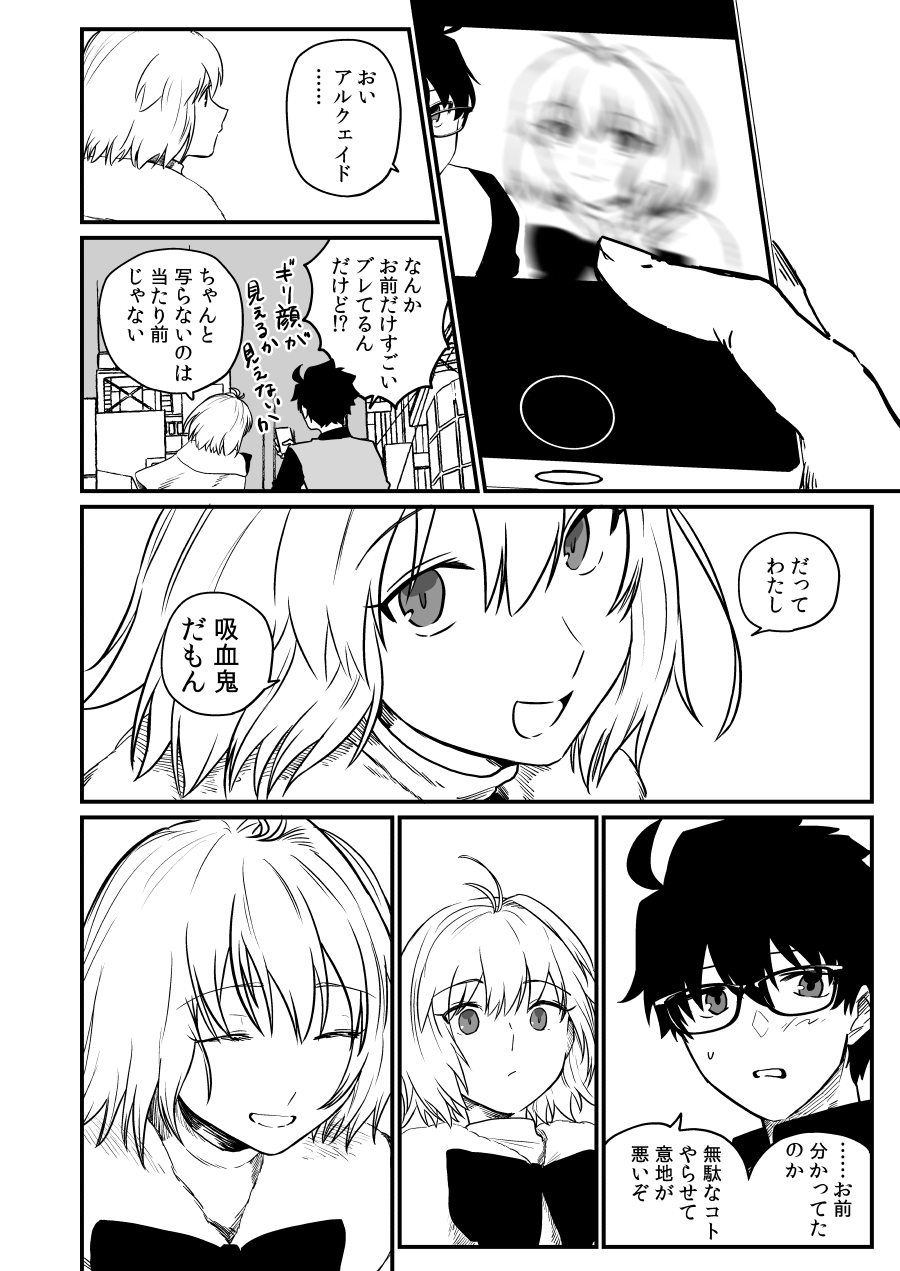 おい
アルクェイド
……
なんか
お前だけすごい
ブレてるん
だけど!?
ギリ顔が
見えるか
見えないか
ちゃんと
写らないのは
当たり前
じゃない
だって
わたし
吸血鬼
だもん
……お前
分かってた
のか
無駄なコト
やらせて
意地が
悪いぞ